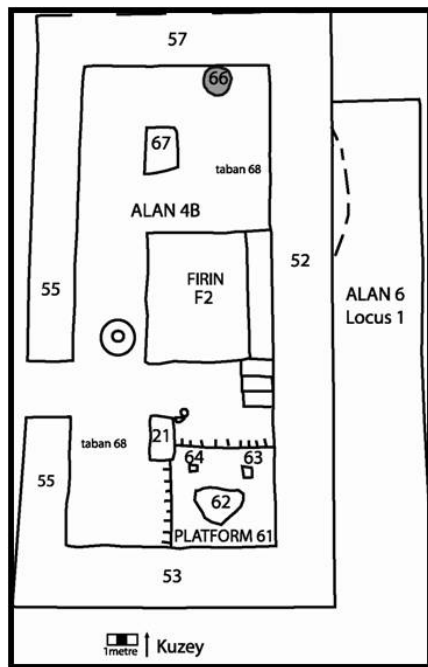 57
66
67
taban 68
ALAN 4B
52
FIRIN
F2
55
ALAN 6
Locus 1
21
taban 68
64
63
55
62
PLATFORM 61
53
1metre
Kuzey